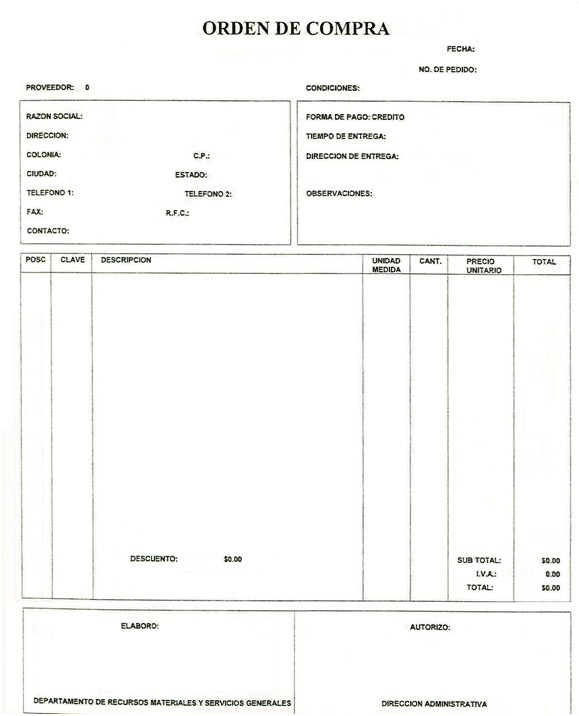 ORDEN DE COMPRA
FECHA:
NO. DE PEDIDO:
PROVEEDOR: 0
CONDICIONES:
RAZON SOCIAL:
DIRECCION:
COLONIA: C.P.:
CIUDAD: ESTADO:
TELEFONO 1: TELEFONO 2:
FAX: R.F.C.:
CONTACTO:
FORMA DE PAGO: CREDITO
TIEMPO DE ENTREGA:
DIRECCION DE ENTREGA:
OBSERVACIONES:
POSC CLAVE DESCRIPCION UNIDAD MEDIDA CANT. PRECIO UNITARIO TOTAL
DESCUENTO: $0.00 SUB TOTAL: $0.00
I.V.A.: 0.00
TOTAL: $0.00
ELABORO:
DEPARTAMENTO DE RECURSOS MATERIALES Y SERVICIOS GENERALES
AUTORIZO:
DIRECCION ADMINISTRATIVA